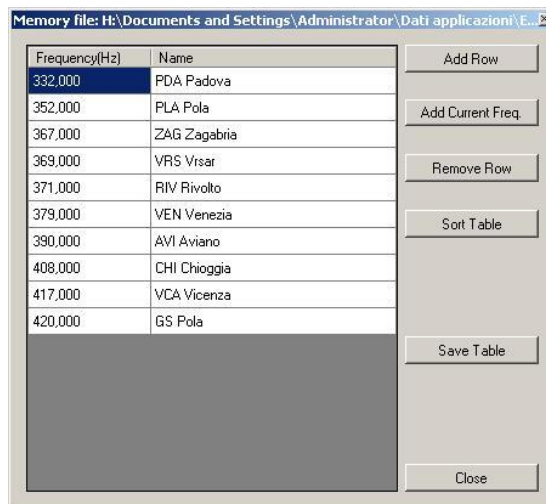 Memory file: H:\Documents and Settings\Administrator\Dati applicazioni\E...
Frequency(Hz) Name
332,000 PDA Padova
352,000 PLA Pola
367,000 ZAG Zagabria
369,000 VRS Vrsar
371,000 RIV Rivolto
379,000 VEN Venezia
390,000 AVI Aviano
408,000 CHI Chioggia
417,000 VCA Vicenza
420,000 GS Pola
Add Row
Add Current Freq.
Remove Row
Sort Table
Save Table
Close